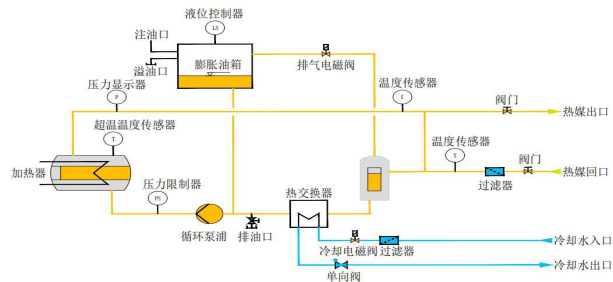 液位控制器
LS
注油口
溢油口
膨胀油箱
排气电磁阀
压力显示器
P
温度传感器
I
阀门
热媒出口
超温温度传感器
T
温度传感器
T
阀门
热媒回口
加热器
过滤器
压力限制器
PS
热交换器
循环泵浦
排油口
冷却电磁阀
过滤器
冷却水入口
单向阀
冷却水出口